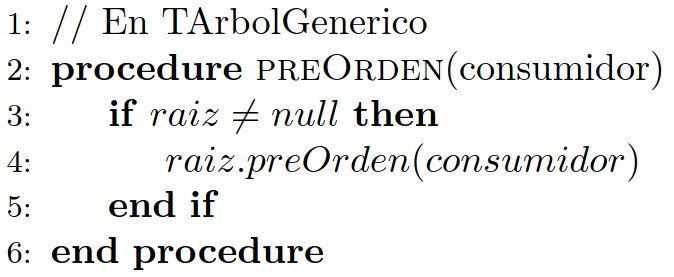 1: // En TArbolGenerico
2: procedure PREORDEN(consumidor)
3: if raiz ≠ null then
4: raiz.preOrden(consumidor)
5: end if
6: end procedure